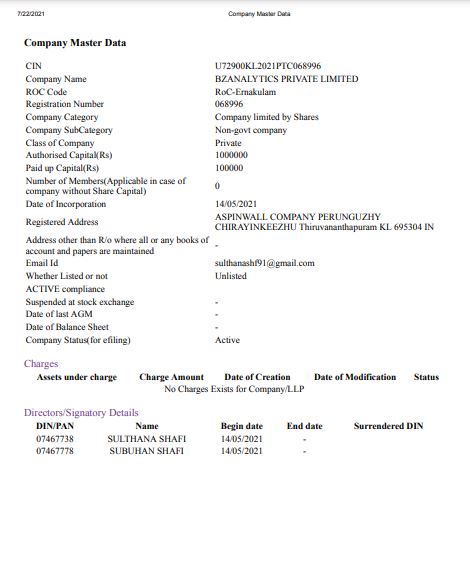 7/22/2021 Company Master Data
Company Master Data
CIN U72900KL2021PTC068996
Company Name BZANALYTICS PRIVATE LIMITED
ROC Code RoC-Ernakulam
Registration Number 068996
Company Category Company limited by Shares
Company SubCategory Non-govt company
Class of Company Private
Authorised Capital(Rs) 1000000
Paid up Capital(Rs) 100000
Number of Members(Applicable in case of
company without Share Capital) 0
Date of Incorporation 14/05/2021
Registered Address ASPINWALL COMPANY PERUNGUZHY
CHIRAYINKEEZHU Thiruvananthapuram KL 695304 IN
Address other than R/o where all or any books of
account and papers are maintained -
Email Id sulthanashf91@gmail.com
Whether Listed or not Unlisted
ACTIVE compliance
Suspended at stock exchange -
Date of last AGM -
Date of Balance Sheet -
Company Status(for efiling) Active
Charges
Assets under charge Charge Amount Date of Creation Date of Modification Status
No Charges Exists for Company/LLP
Directors/Signatory Details
DIN/PAN Name Begin date End date Surrendered DIN
07467738 SULTHANA SHAFI 14/05/2021 -
07467778 SUBUHAN SHAFI 14/05/2021 -